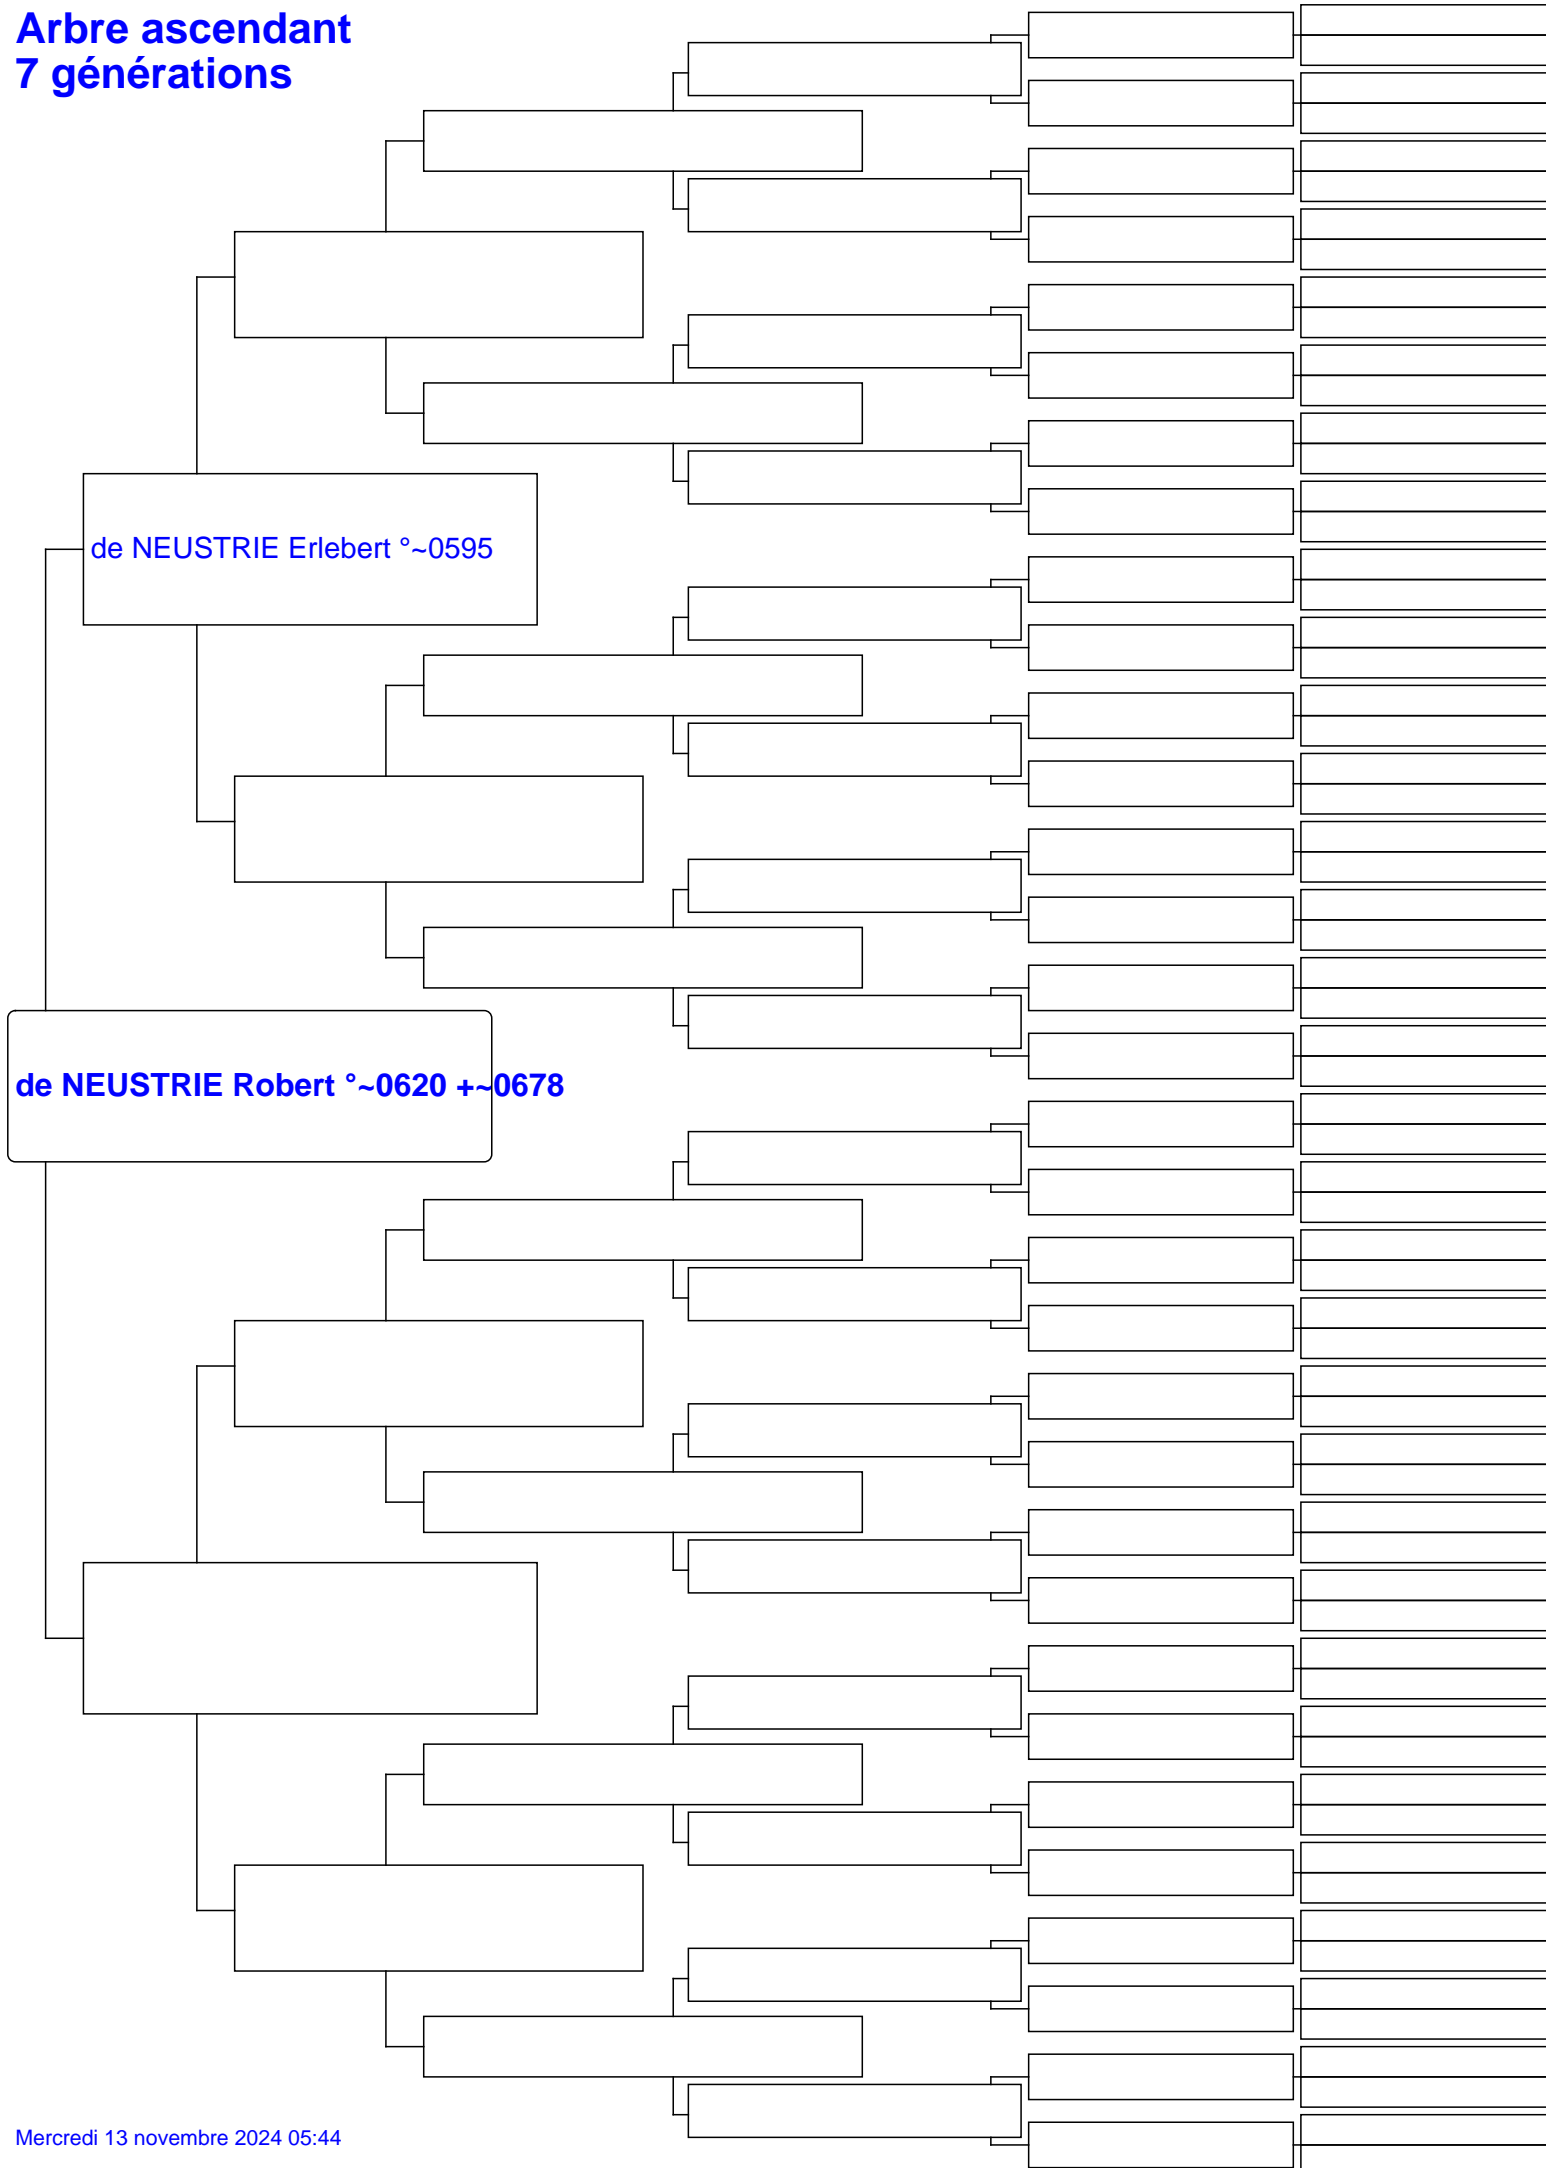 Arbre ascendant
7 générations
de NEUSTRIE Erlebert °~0595
de NEUSTRIE Robert °~0620 +~0678
Mercredi 13 novembre 2024 05:44